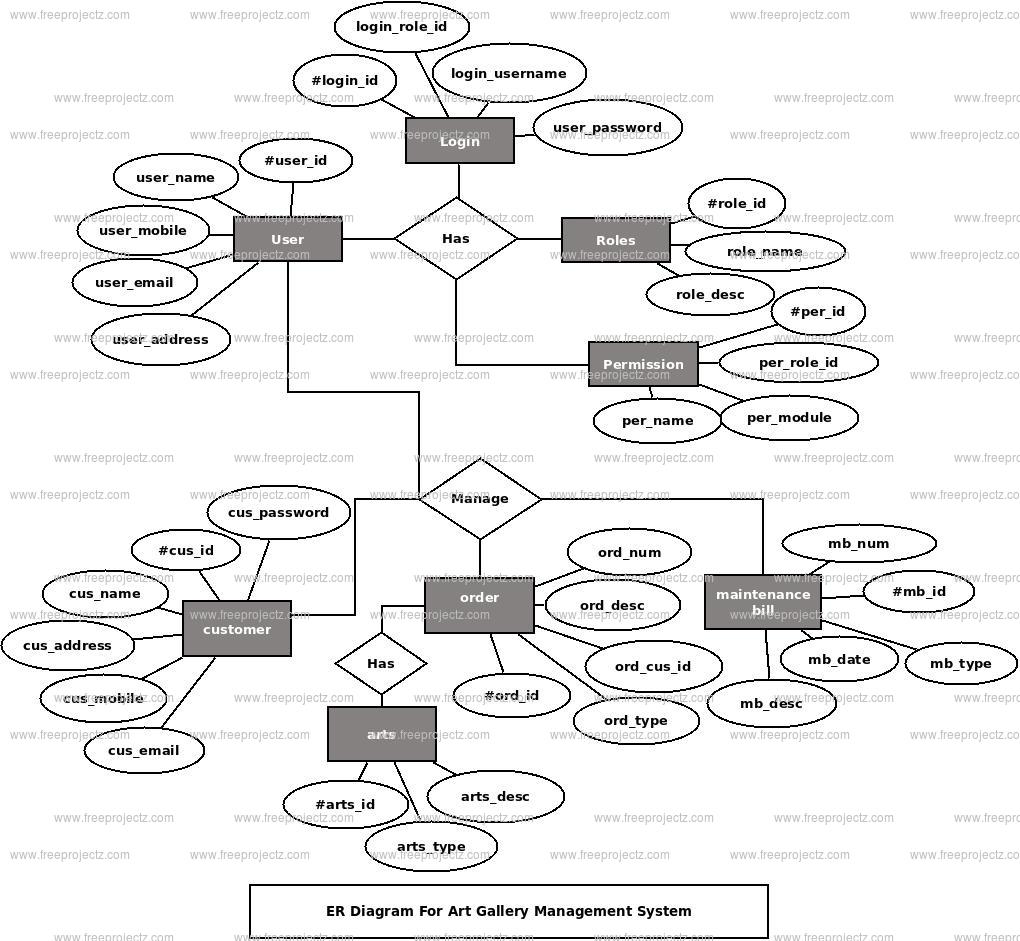 login_role_id
#login_id
login_username
user_password
Login
user_name
#user_id
user_mobile
user_email
user_address
User
Has
Roles
#role_id
role_name
role_desc
Permission
#per_id
per_role_id
per_name
per_module
Manage
cus_password
#cus_id
cus_name
cus_address
cus_mobile
cus_email
customer
order
ord_num
ord_desc
ord_cus_id
#ord_id
ord_type
maintenance
bill
mb_num
#mb_id
mb_date
mb_type
mb_desc
Has
arts
#arts_id
arts_desc
arts_type
ER Diagram For Art Gallery Management System
www.freeprojectz.com